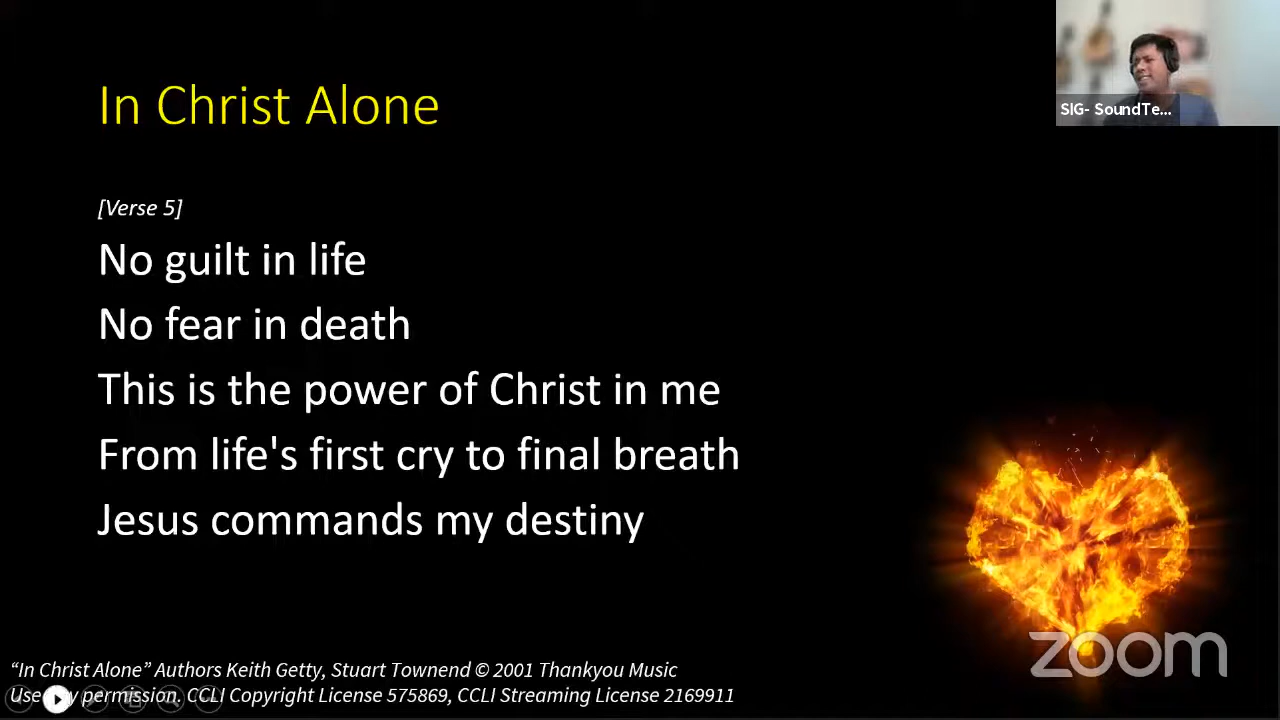 In Christ Alone
SIG- SoundTe...
[Verse 5]
No guilt in life
No fear in death
This is the power of Christ in me
From life's first cry to final breath
Jesus commands my destiny
zoom
“In Christ Alone” Authors Keith Getty, Stuart Townend © 2001 Thankyou Music
permission. CCLI Copyright License 575869, CCLI Streaming License 2169911